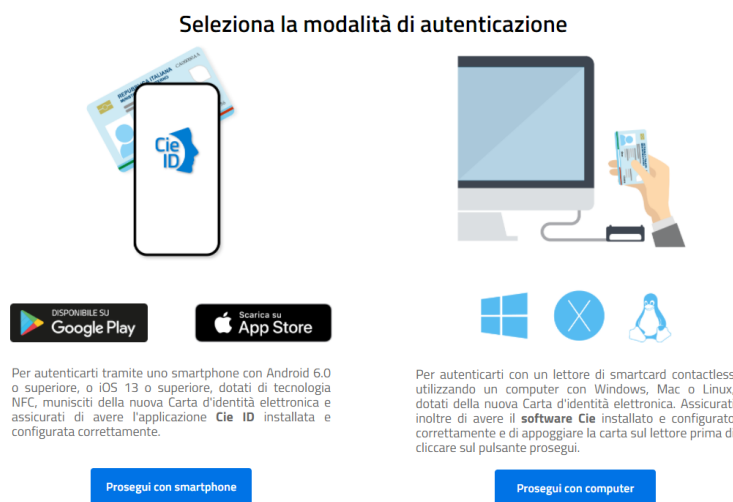 Seleziona la modalità di autenticazione
REPUBBLICA ITALIANA
Cie
ID
DISPONIBILE SU
Google Play
Scarica su
App Store
Per autenticarti tramite uno smartphone con Android 6.0
o superiore, o iOS 13 o superiore, dotati di tecnologia
NFC, munisciti della nuova Carta d'identità elettronica e
assicurati di avere l'applicazione Cie ID installata e
configurata correttamente.
Prosegui con smartphone
Per autenticarti con un lettore di smartcard contactless
utilizzando un computer con Windows, Mac o Linux,
dotati della nuova Carta d'identità elettronica. Assicurati
inoltre di avere il software Cie installato e configurato
correttamente e di appoggiare la carta sul lettore prima di
cliccare sul pulsante prosegui.
Prosegui con computer